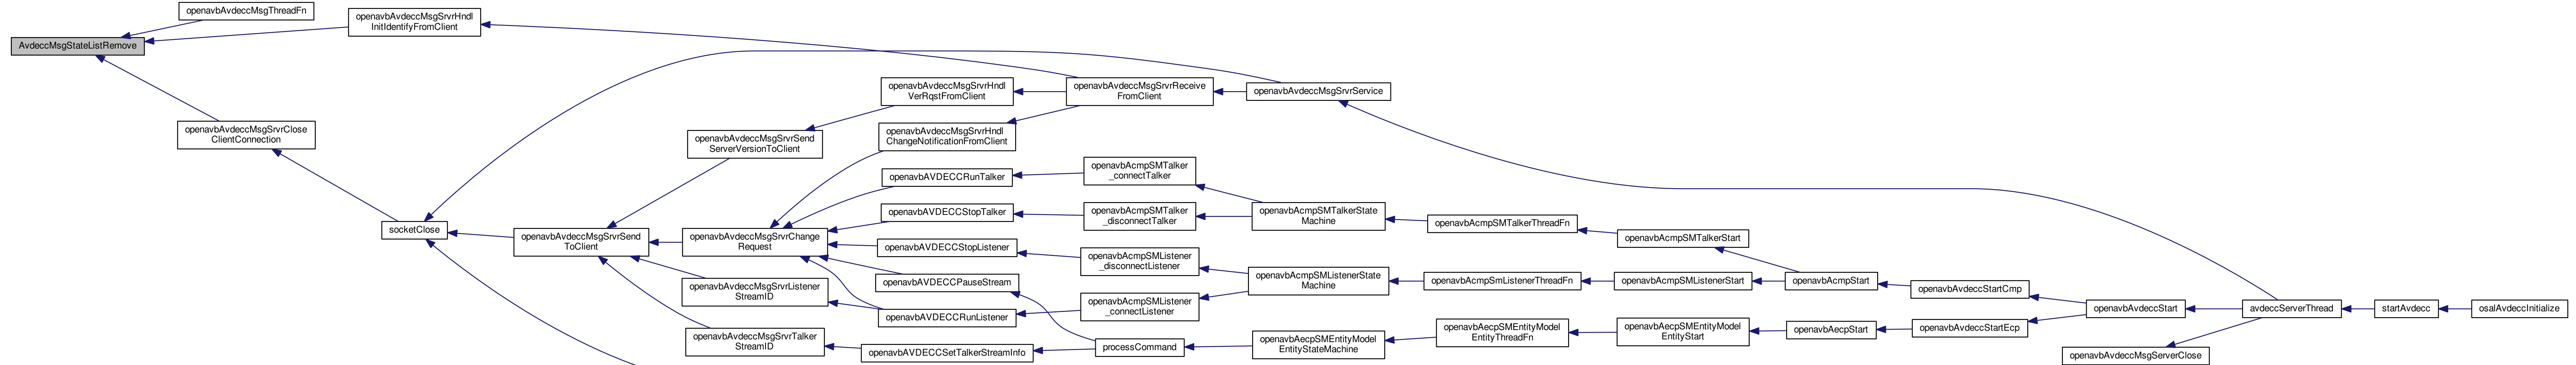 AvdeccMsgStateListRemove
openavbAvdeccMsgThreadFn
openavbAvdeccMsgSrvrHndl
InitIdentifyFromClient
openavbAvdeccMsgSrvrClose
ClientConnection
socketClose
openavbAvdeccMsgSrvrSend
ToClient
openavbAvdeccMsgSrvrSend
ServerVersionToClient
openavbAvdeccMsgSrvrChange
Request
openavbAvdeccMsgSrvrListener
StreamID
openavbAvdeccMsgSrvrTalker
StreamID
openavbAvdeccMsgSrvrHndl
VerRqstFromClient
openavbAvdeccMsgSrvrHndl
ChangeNotificationFromClient
openavbAVDECCRunTalker
openavbAVDECCStopTalker
openavbAVDECCStopListener
openavbAVDECCPauseStream
openavbAVDECCRunListener
openavbAVDECCSetTalkerStreamInfo
openavbAvdeccMsgSrvrReceive
FromClient
openavbAcmpSMTalker
_connectTalker
openavbAcmpSMTalker
_disconnectTalker
openavbAcmpSMListener
_disconnectListener
openavbAcmpSMListener
_connectListener
processCommand
openavbAvdeccMsgSrvrService
openavbAcmpSMTalkerState
Machine
openavbAcmpSMListenerState
Machine
openavbAecpSMEntityModel
EntityStateMachine
openavbAcmpSMTalkerThreadFn
openavbAcmpSmListenerThreadFn
openavbAecpSMEntityModel
EntityThreadFn
openavbAcmpSMTalkerStart
openavbAcmpSMListenerStart
openavbAecpSMEntityModel
EntityStart
openavbAcmpStart
openavbAecpStart
openavbAvdeccStartCmp
openavbAvdeccStartEcp
openavbAvdeccStart
openavbAvdeccMsgServerClose
avdeccServerThread
startAvdecc
osalAvdeccInitialize